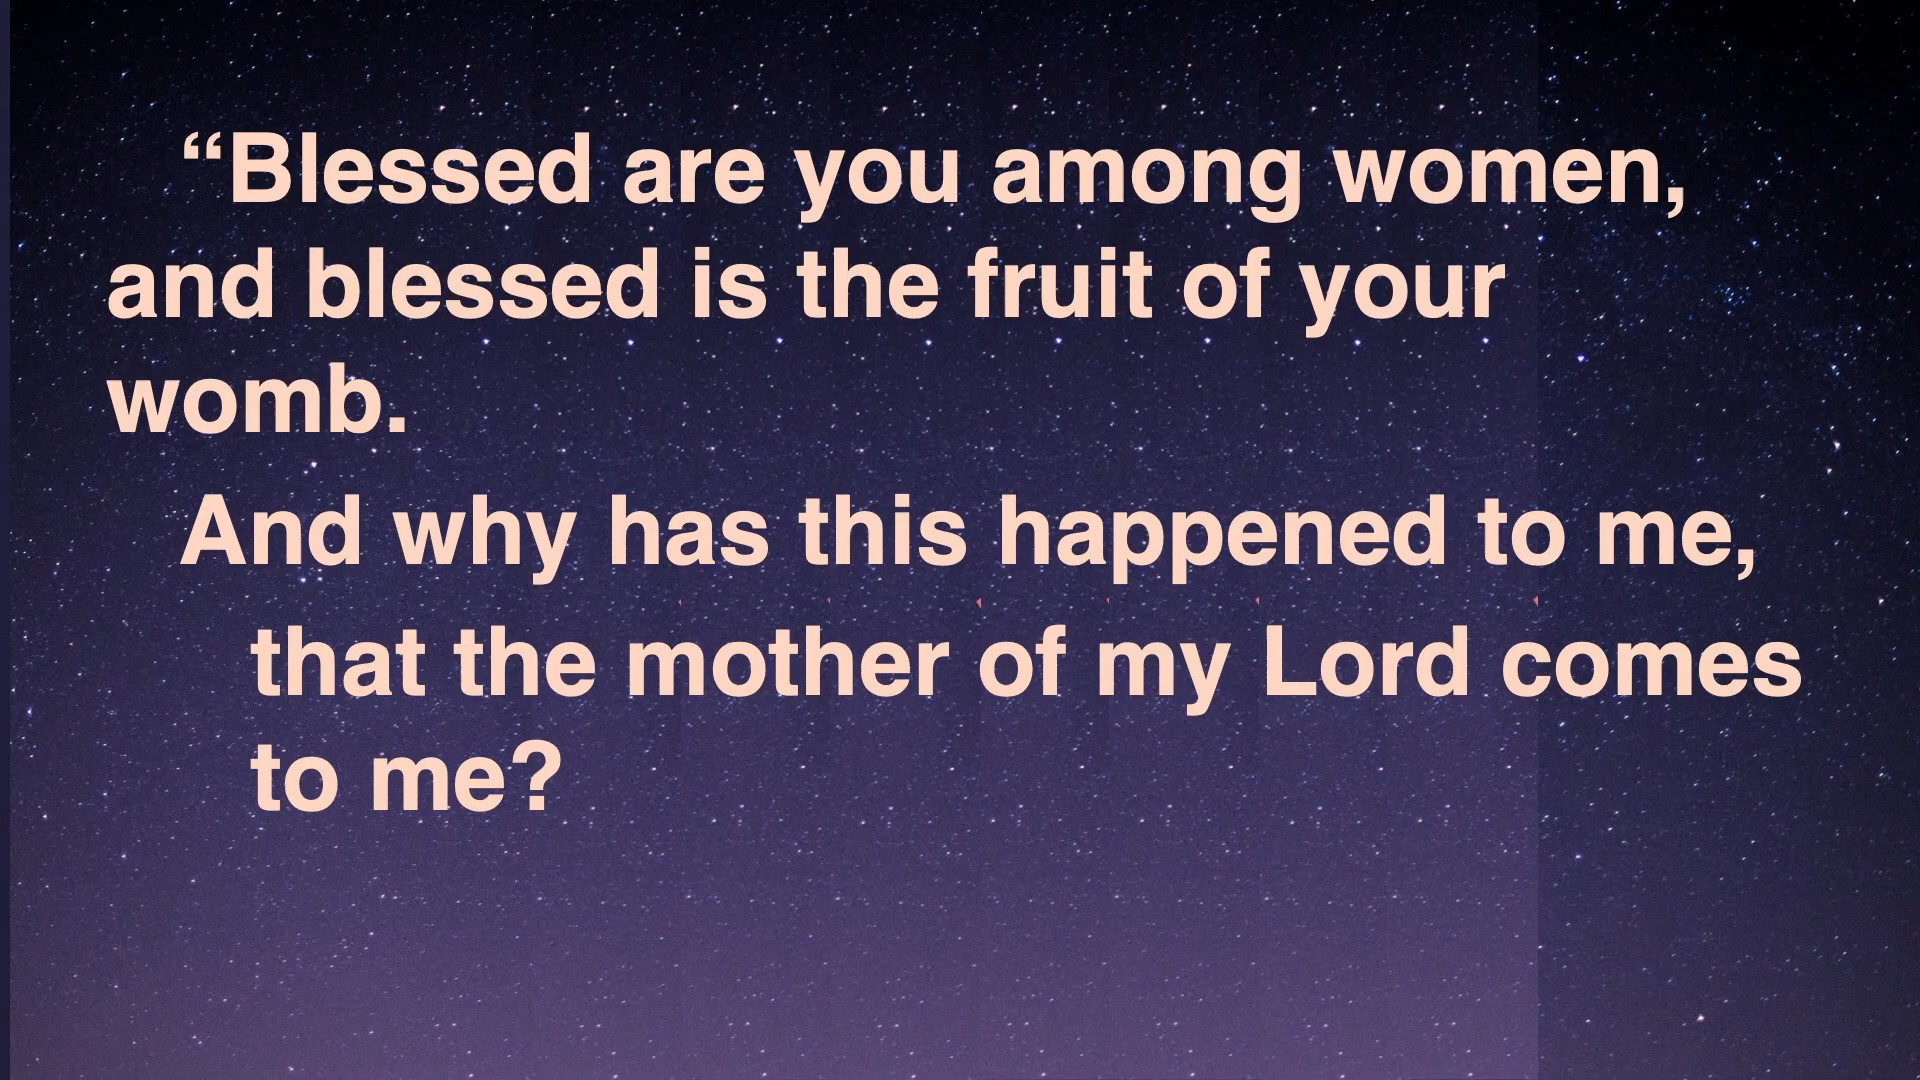 “Blessed are you among women,
and blessed is the fruit of your
womb.
And why has this happened to me,
that the mother of my Lord comes
to me?